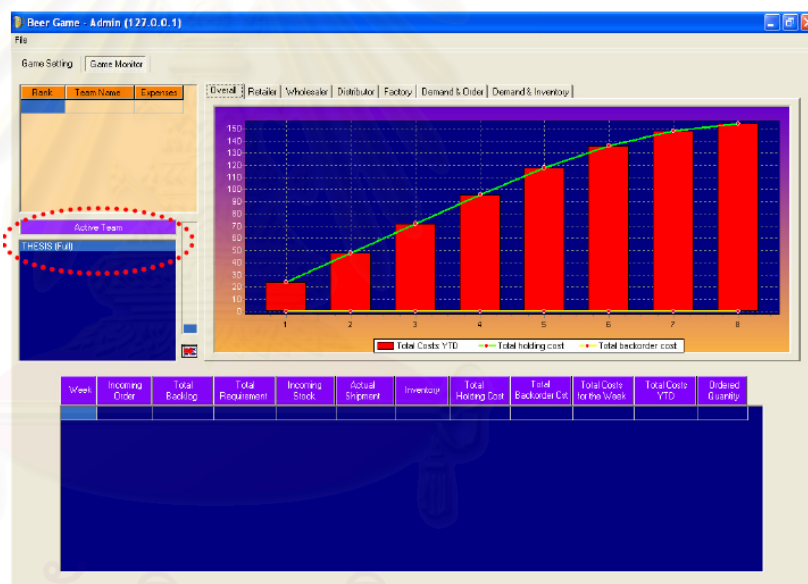 Beer Game - Admin (127.0.0.1)
File
Game Setting Game Monitor
Rank Team Name Expenses
Overall Retailer Wholesaler Distributor Factory Demand & Order Demand & Inventory
150
140
130
120
110
100
90
80
70
60
50
40
30
20
10
0
1 2 3 4 5 6 7 8
Total Costs YTD Total holding cost Total backorder cost
Active Team
THESIS (Full)
Week Incoming Order Total Backlog Total Requirement Incoming Stock Actual Shipment Inventory Total Holding Cost Total Backorder Cst Total Costs for the Week Total Costs YTD Ordered Quantity